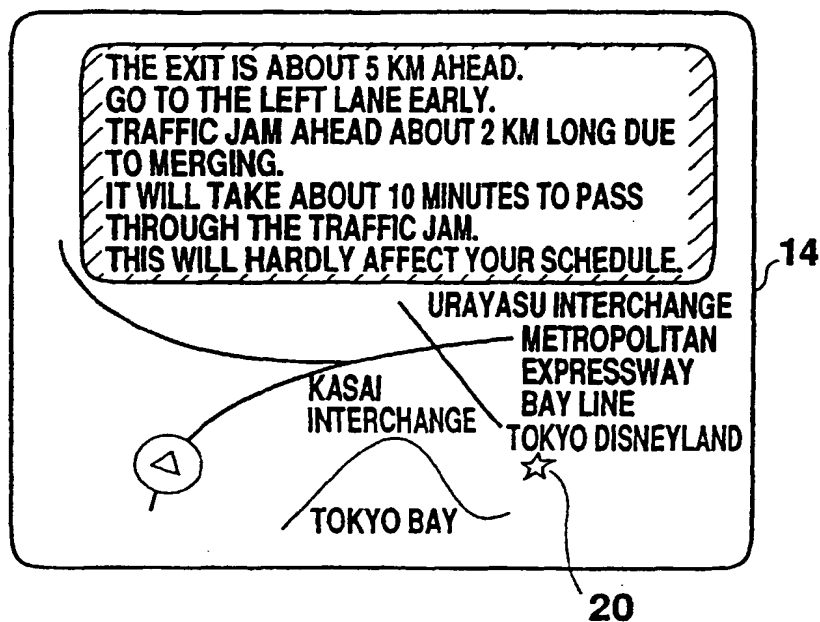 THE EXIT IS ABOUT 5 KM AHEAD.
GO TO THE LEFT LANE EARLY.
TRAFFIC JAM AHEAD ABOUT 2 KM LONG DUE
TO MERGING.
IT WILL TAKE ABOUT 10 MINUTES TO PASS
THROUGH THE TRAFFIC JAM.
THIS WILL HARDLY AFFECT YOUR SCHEDULE.
14
URAYASU INTERCHANGE
METROPOLITAN
EXPRESSWAY
BAY LINE
KASAI
INTERCHANGE
TOKYO DISNEYLAND
TOKYO BAY
20